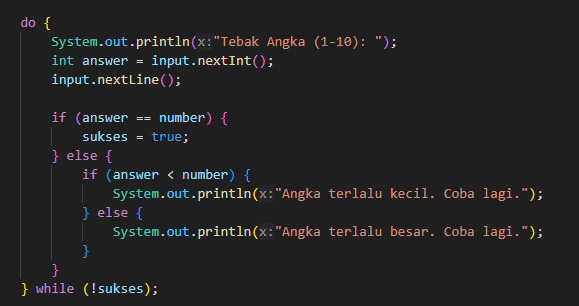 do {
    System.out.println(x:"Tebak Angka (1-10): ");
    int answer = input.nextInt();
    input.nextLine();

    if (answer == number) {
        sukses = true;
    } else {
        if (answer < number) {
            System.out.println(x:"Angka terlalu kecil. Coba lagi.");
        } else {
            System.out.println(x:"Angka terlalu besar. Coba lagi.");
        }
    }
} while (!sukses);